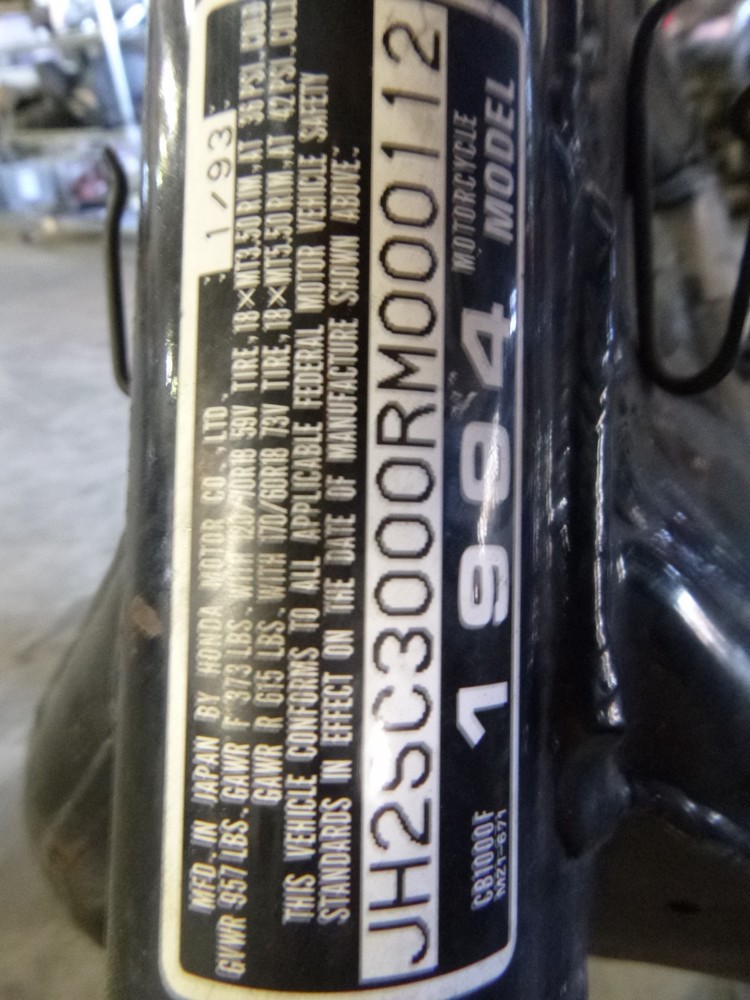 MFD. IN JAPAN BY HONDA MOTOR CO.,LTD. 1/93
GVWR 957 LBS. GAWR F 373 LBS. WITH 120/70R18 59V TIRE, 18×MT3.50 RIM, AT 36 PSI. COLD
GAWR R 615 LBS. WITH 170/60R18 73V TIRE, 18×MT5.50 RIM, AT 42 PSI. COLD
THIS VEHICLE CONFORMS TO ALL APPLICABLE FEDERAL MOTOR VEHICLE SAFETY
STANDARDS IN EFFECT ON THE DATE OF MANUFACTURE SHOWN ABOVE.
JH2SC3000RM000112
CB1000F 1994 MOTORCYCLE
MZ1-671 MODEL